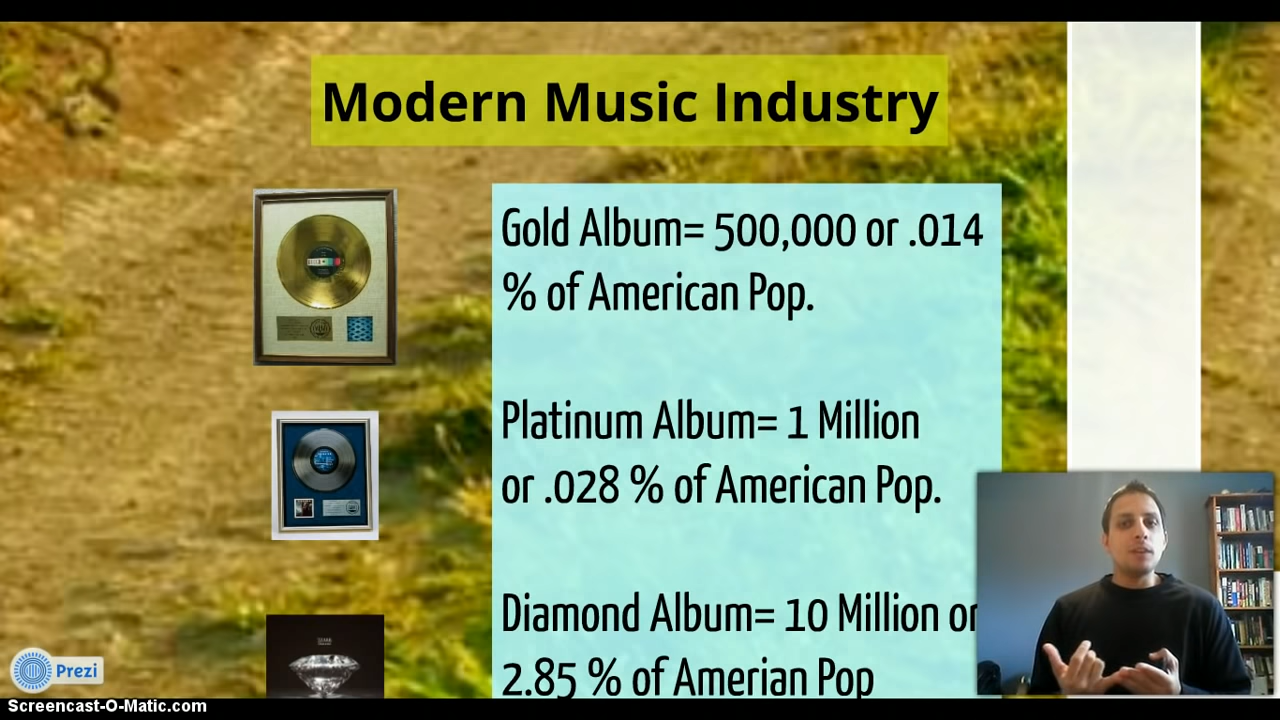 Modern Music Industry
Gold Album= 500,000 or .014
% of American Pop.
Platinum Album= 1 Million
or .028 % of American Pop.
Diamond Album= 10 Million or
2.85 % of Amerian Pop
Prezi
Screencast-O-Matic.com